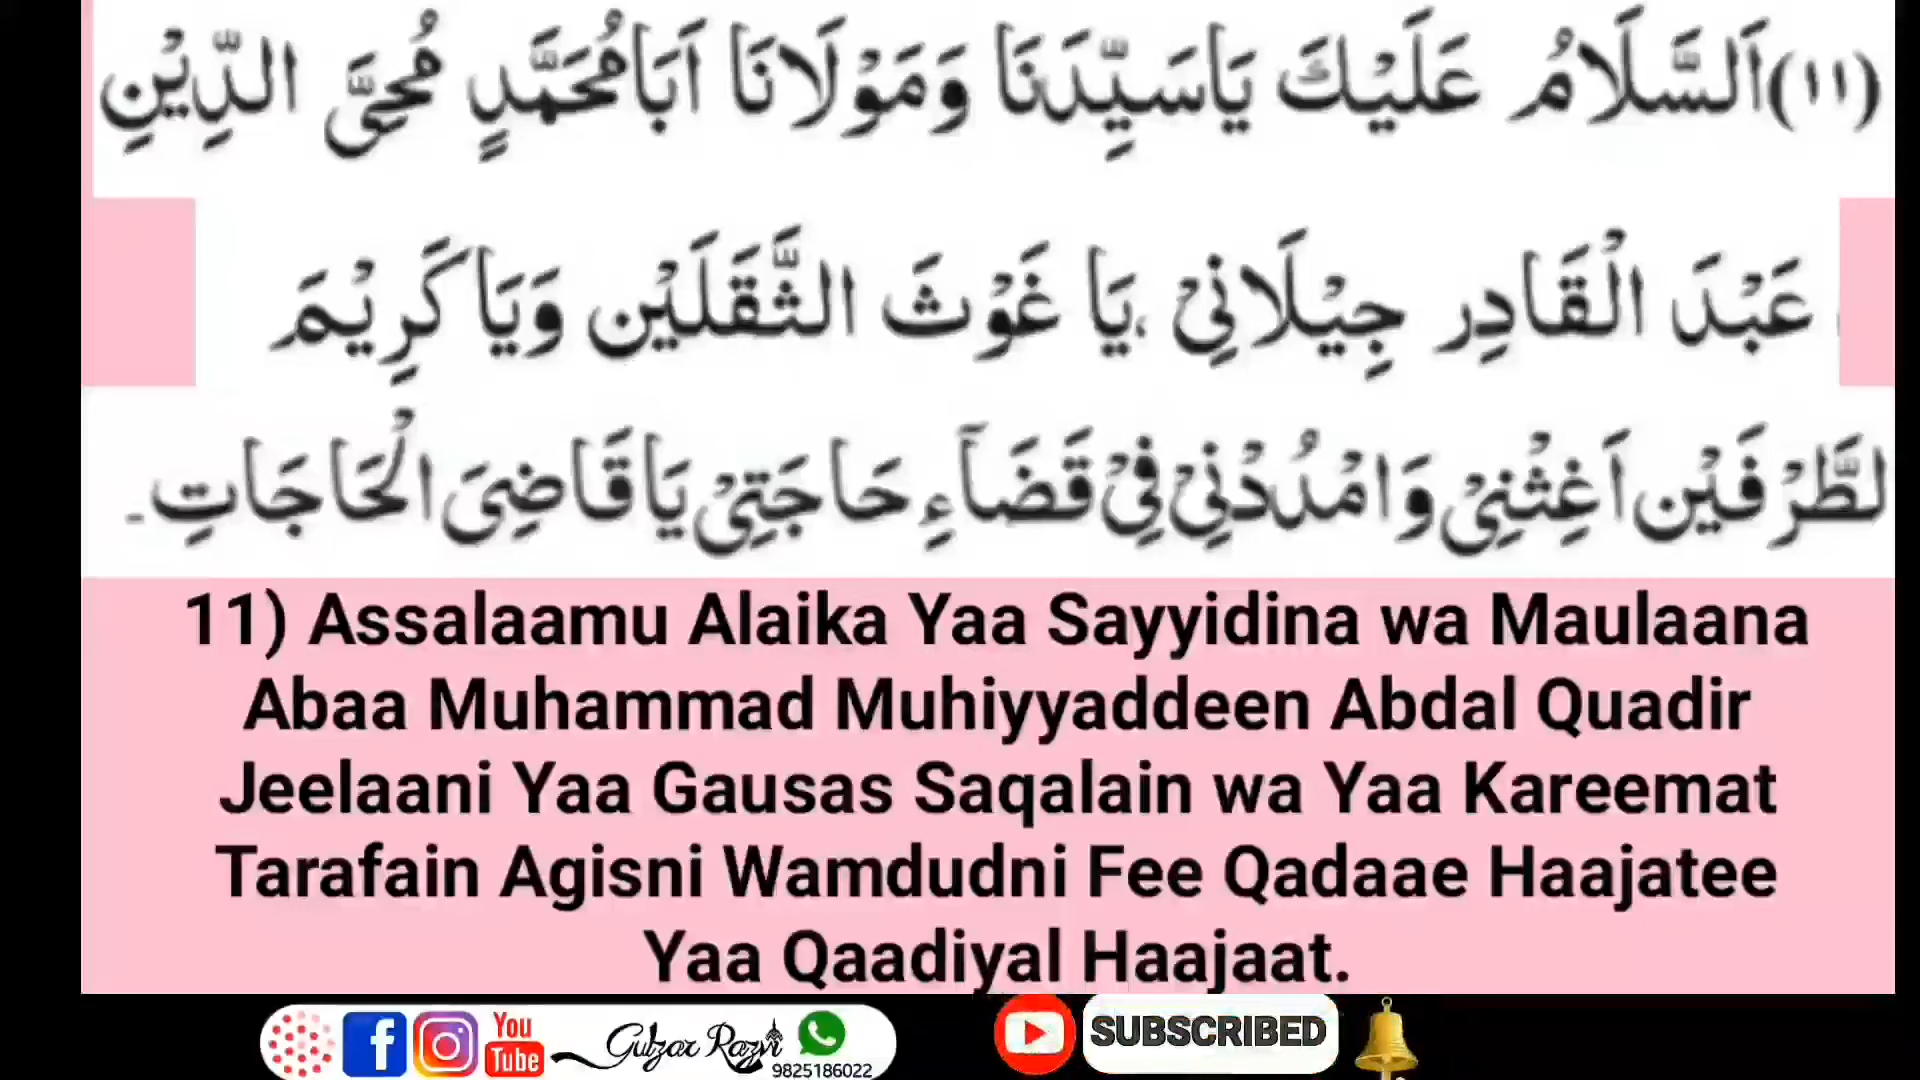 (١١) اَلسَّلَامُ عَلَيْكَ يَاسَيِّدَنَا وَمَوْلَانَا اَبَامُحَمَّدٍ مُحِىَّ الدِّيْنِ
عَبْدَ الْقَادِرِ جِيْلَانِيْ يَا غَوْثَ الثَّقَلَيْنِ وَيَا كَرِيْمَ
لطَّرْفَيْنِ اَغِثْنِيْ وَامْدُدْنِيْ فِيْ قَضَآءِ حَاجَتِيْ يَا قَاضِيَ الْحَاجَاتِ۔
11) Assalaamu Alaika Yaa Sayyidina wa Maulaana
Abaa Muhammad Muhiyyaddeen Abdal Quadir
Jeelaani Yaa Gausas Saqalain wa Yaa Kareemat
Tarafain Agisni Wamdudni Fee Qadaae Haajatee
Yaa Qaadiyal Haajaat.
You Tube
Gulzar Razvi
9825186022
SUBSCRIBED